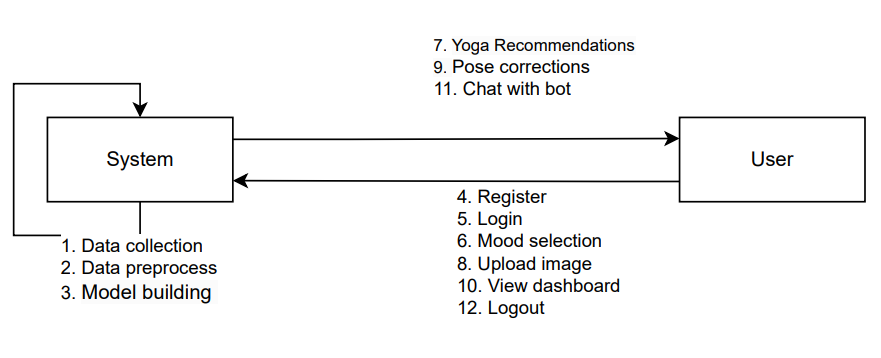 7. Yoga Recommendations
9. Pose corrections
11. Chat with bot
System
User
4. Register
5. Login
6. Mood selection
8. Upload image
10. View dashboard
12. Logout
1. Data collection
2. Data preprocess
3. Model building